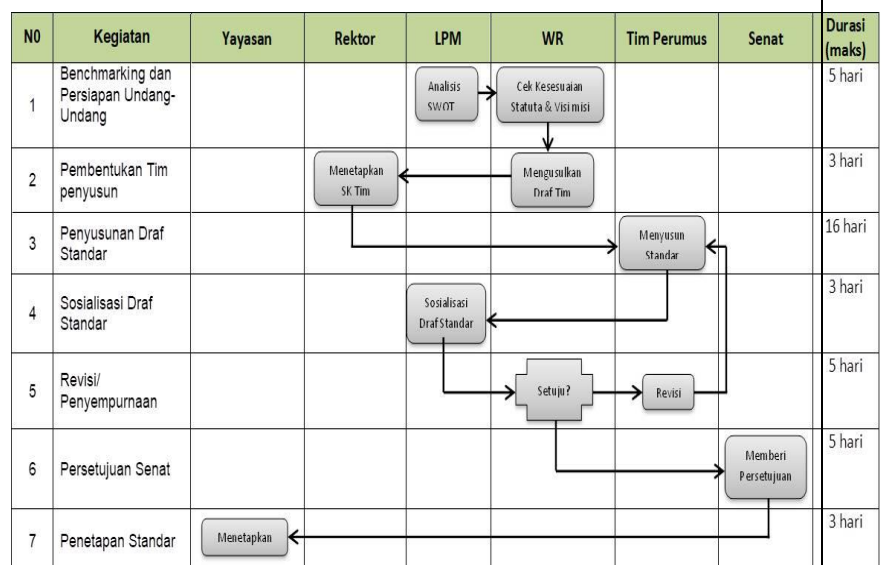 N0 Kegiatan Yayasan Rektor LPM WR Tim Perumus Senat Durasi
(maks)
1
Benchmarking dan
Persiapan Undang-
Undang
Analisis
SWOT
Cek Kesesuaian
Statuta & Visi misi
5 hari
2
Pembentukan Tim
penyusun
Menetapkan
SK Tim
Mengusulkan
Draf Tim
3 hari
3
Penyusunan Draf
Standar
Menyusun
Standar
16 hari
4
Sosialisasi Draf
Standar
Sosialisasi
Draf Standar
3 hari
5
Revisi/
Penyempurnaan
Setuju?
Revisi
5 hari
6
Persetujuan Senat
Memberi
Persetujuan
5 hari
7
Penetapan Standar
Menetapkan
3 hari